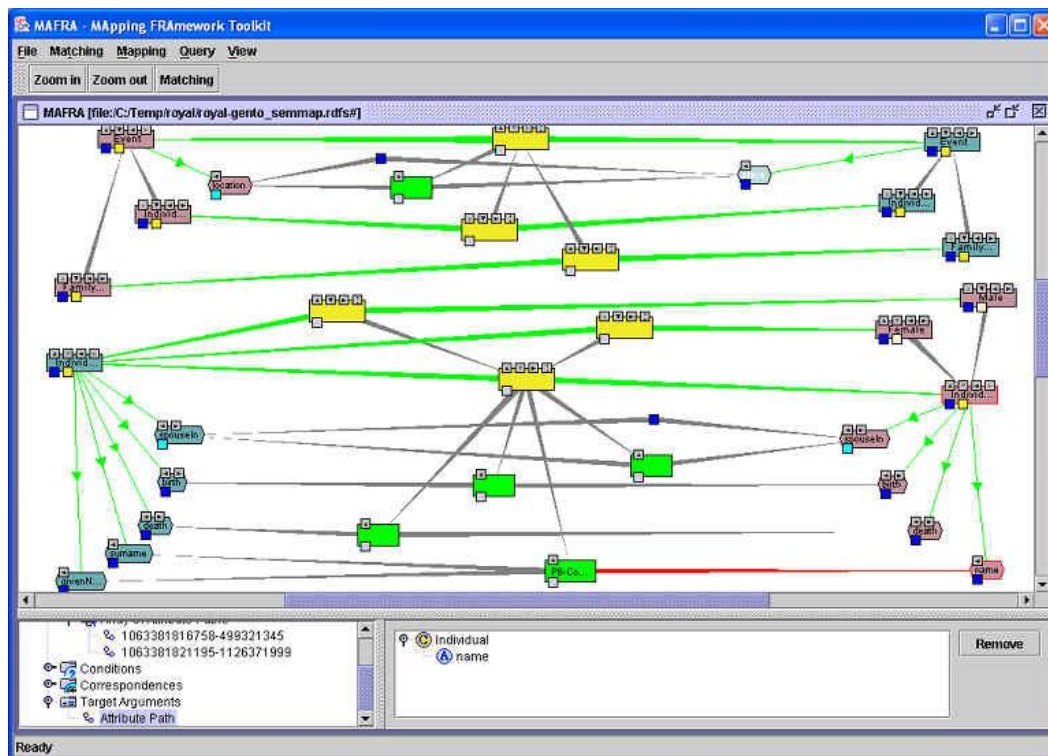 MAFRA - MApping FRAmework Toolkit
File Matching Mapping Query View
Zoom in Zoom out Matching
MAFRA [file:/C:/Temp/royal/royal-gento_semmap.rdfs#]
Event Event
location
Individ... Individ...
Family... Family...
Male
Female
Individ... Individ...
spouseIn spouseIn
birth birth
death death
surname
givenN... PB-Co... name
1063381816758-499321345
1063381821195-1126371999
Conditions
Correspondences
Target Arguments
Attribute Path
C Individual
A name
Remove
Ready